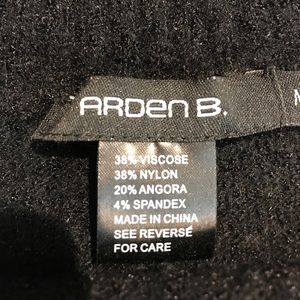 ARDEN B.
M
38% VISCOSE
38% NYLON
20% ANGORA
4% SPANDEX
MADE IN CHINA
SEE REVERSE
FOR CARE